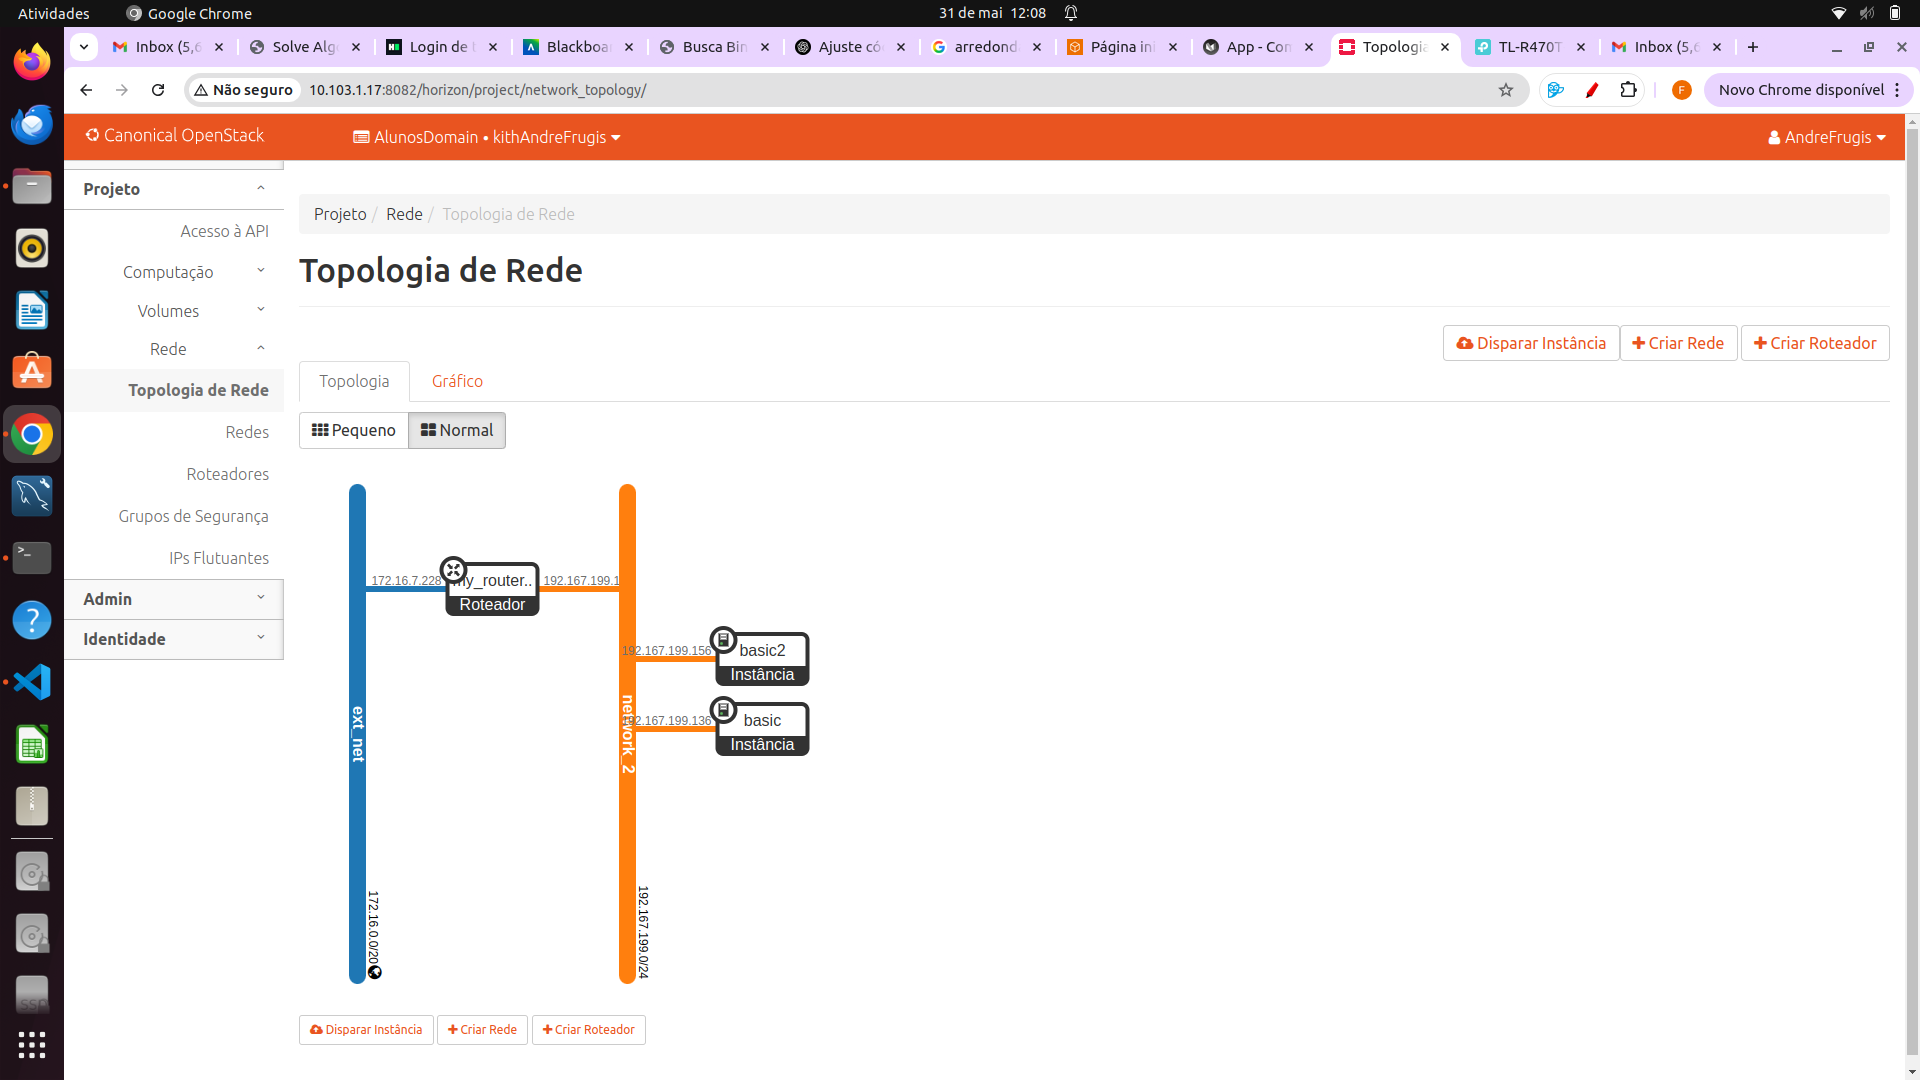 Atividades
Google Chrome
31 de mai 12:08
Inbox (5,6
Solve Alg
Login de
Blackboa
Busca Bin
Ajuste có
arredond
Página ini
App - Con
Topologia
TL-R470T
Inbox (5,6
Não seguro
10.103.1.17:8082/horizon/project/network_topology/
F
Novo Chrome disponível
Canonical OpenStack
AlunosDomain • kithAndreFrugis
AndreFrugis
Projeto
Acesso à API
Computação
Volumes
Rede
Topologia de Rede
Redes
Roteadores
Grupos de Segurança
IPs Flutuantes
Admin
Identidade
Projeto / Rede / Topologia de Rede
Topologia de Rede
Disparar Instância
Criar Rede
Criar Roteador
Topologia
Gráfico
Pequeno
Normal
172.16.7.228
my_router..
Roteador
192.167.199.1
192.167.199.156
basic2
Instância
192.167.199.136
basic
Instância
ext_net
network_2
172.16.0.0/20
192.167.199.0/24
Disparar Instância
Criar Rede
Criar Roteador